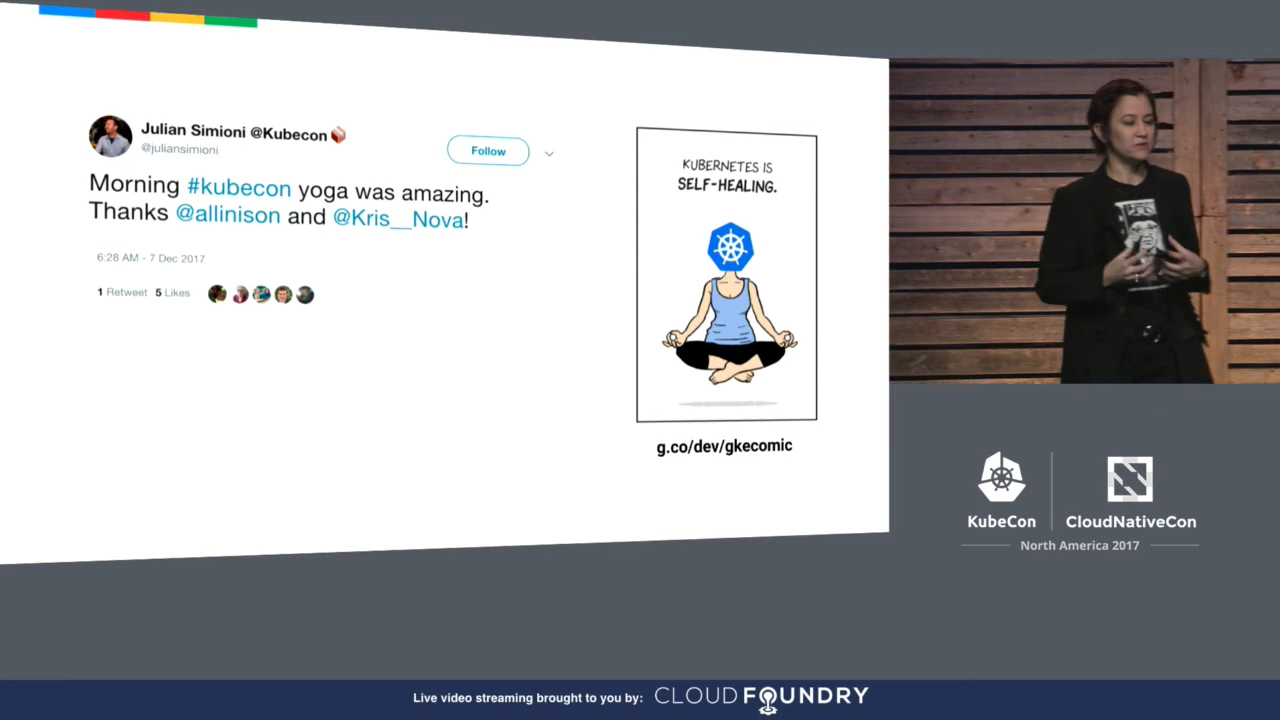 Julian Simioni @Kubecon
@juliansimioni
Follow
Morning #kubecon yoga was amazing.
Thanks @allinison and @Kris__Nova!
6:28 AM - 7 Dec 2017
1 Retweet 5 Likes
KUBERNETES IS
SELF-HEALING.
g.co/dev/gkecomic
KubeCon
CloudNativeCon
North America 2017
Live video streaming brought to you by: CLOUD FOUNDRY